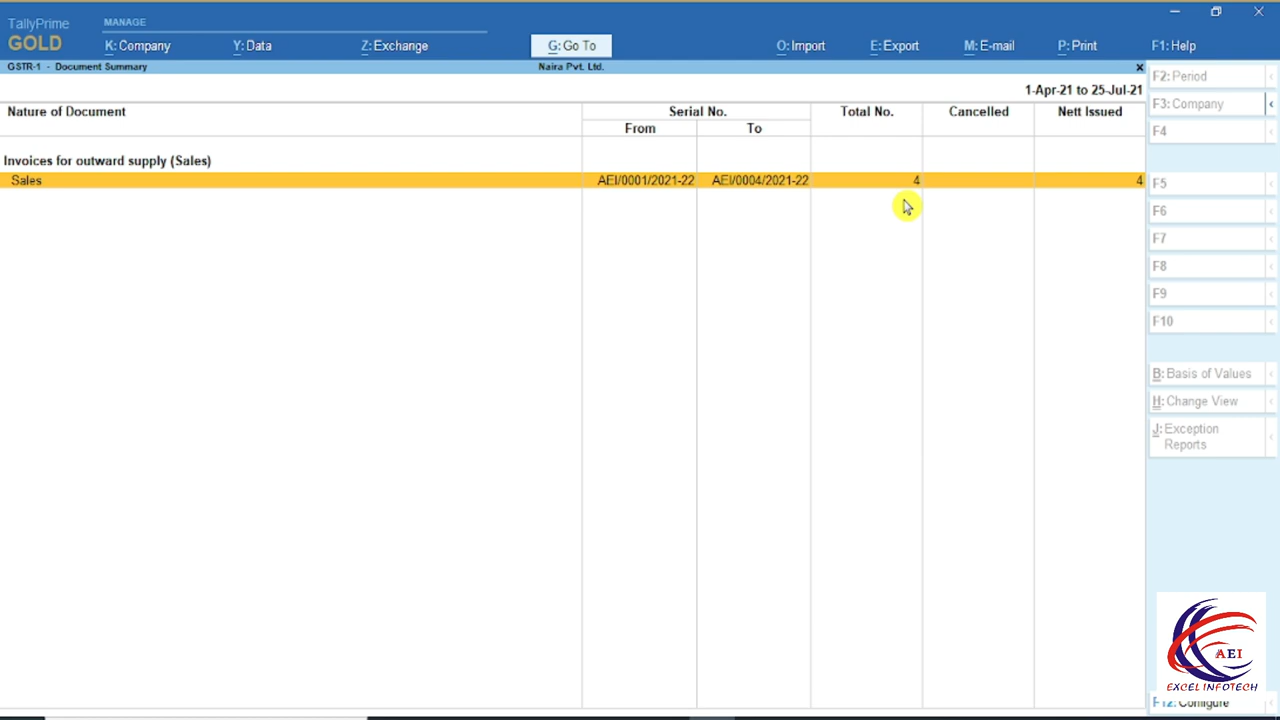 TallyPrime
GOLD
MANAGE
K: Company
Y: Data
Z: Exchange
G: Go To
O: Import
E: Export
M: E-mail
P: Print
F1: Help
GSTR-1 - Document Summary
Naira Pvt. Ltd.
1-Apr-21 to 25-Jul-21
Nature of Document
Serial No.
Total No.
Cancelled
Nett Issued
From
To
Invoices for outward supply (Sales)
Sales
AEI/0001/2021-22
AEI/0004/2021-22
4
4
F2: Period
F3: Company
F4
F5
F6
F7
F8
F9
F10
B: Basis of Values
H: Change View
J: Exception
Reports
AEI
EXCEL INFOTECH
F12: Configure